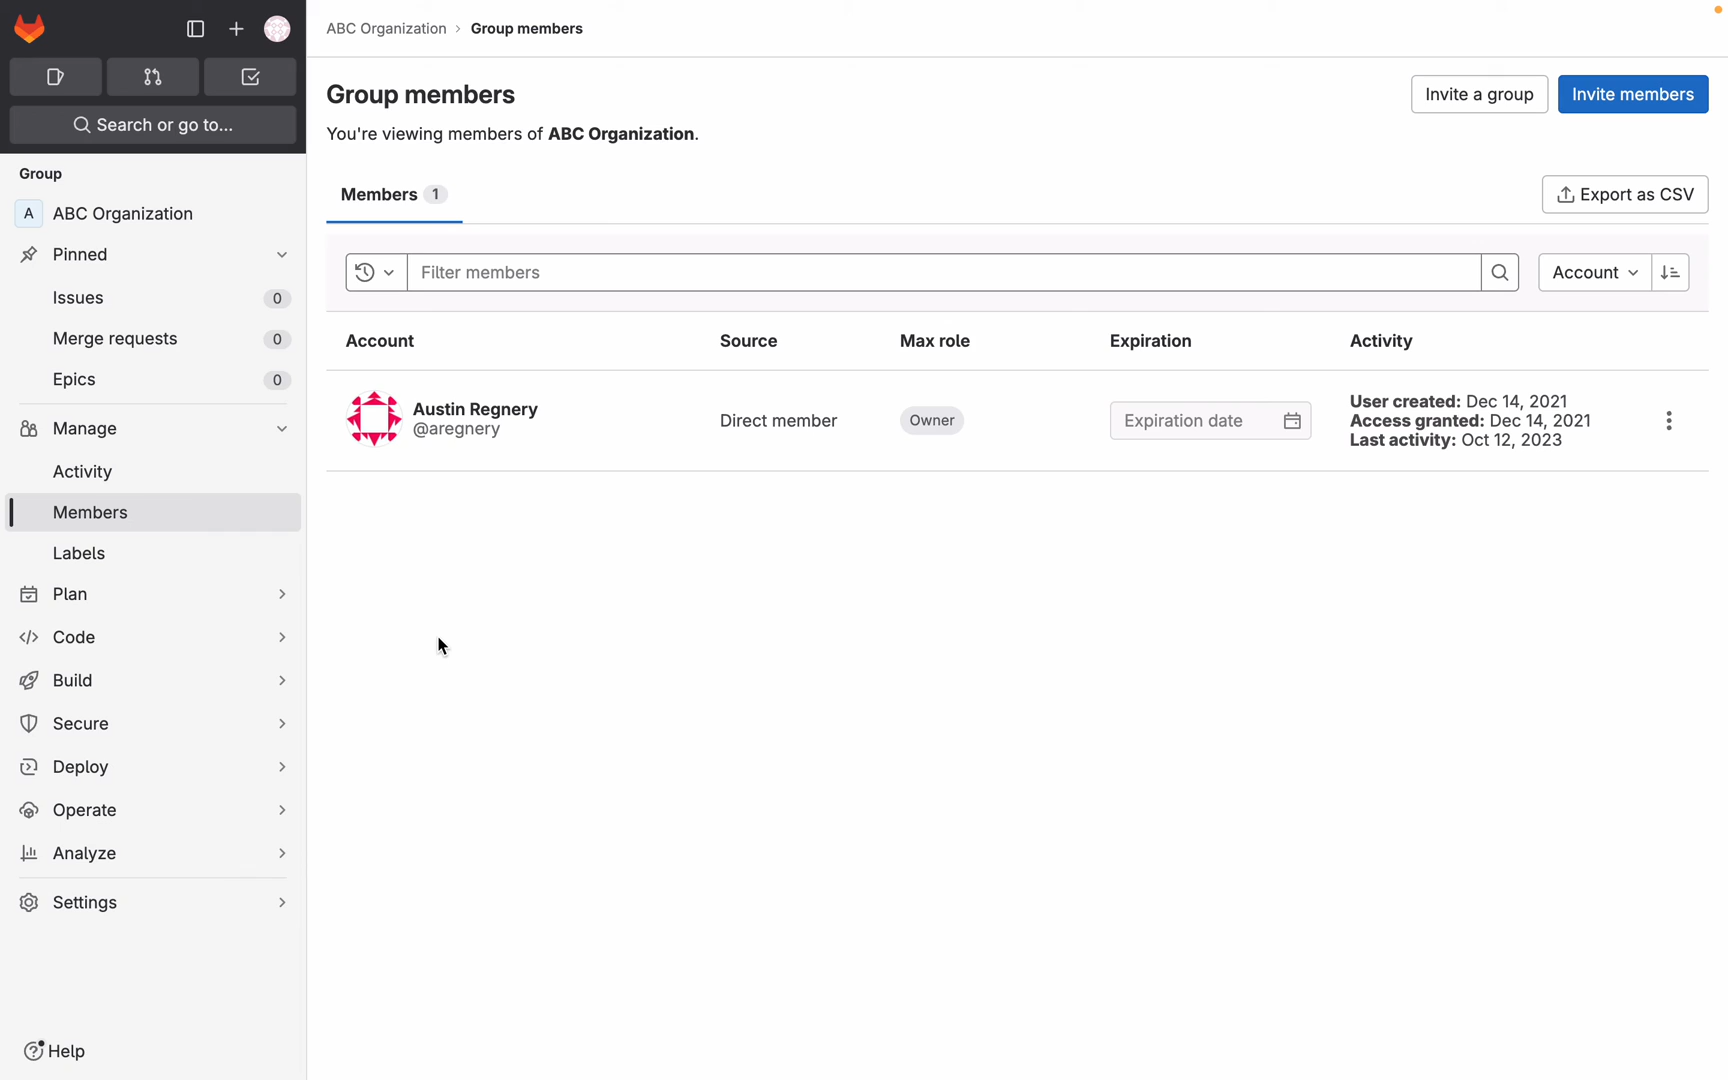 ABC Organization › Group members
Group members
You're viewing members of ABC Organization.
Invite a group
Invite members
Members 1
Export as CSV
Filter members
Account
Account Source Max role Expiration Activity
Austin Regnery
@aregnery
Direct member
Owner
Expiration date
User created: Dec 14, 2021
Access granted: Dec 14, 2021
Last activity: Oct 12, 2023
Search or go to...
Group
A ABC Organization
Pinned
Issues 0
Merge requests 0
Epics 0
Manage
Activity
Members
Labels
Plan
Code
Build
Secure
Deploy
Operate
Analyze
Settings
Help